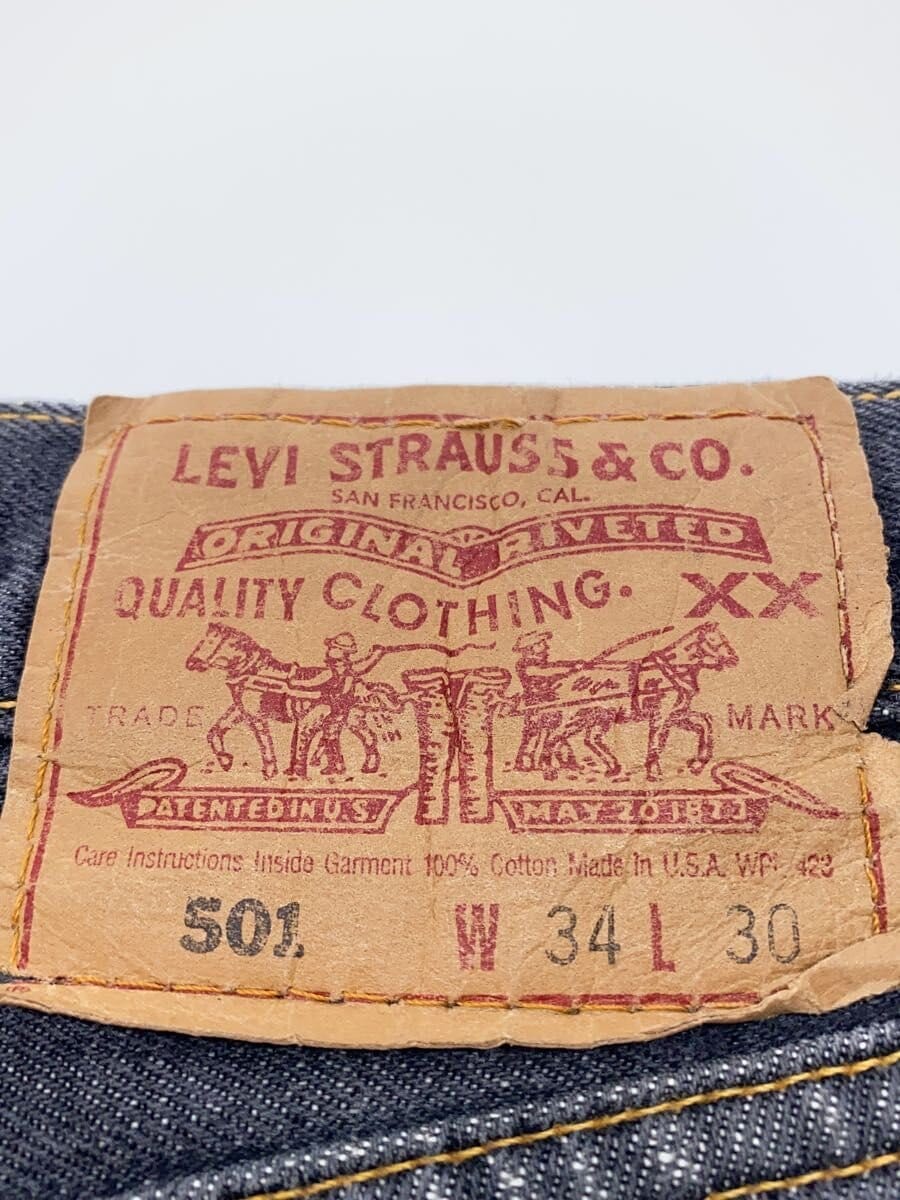 LEVI STRAUSS & CO.
SAN FRANCISCO, CAL.
ORIGINAL RIVETED
QUALITY CLOTHING. XX
TRADE MARK
PATENTED IN U.S. MAY 20 1873
Care Instructions Inside Garment 100% Cotton Made in U.S.A. WPL 423
501 W 34 L 30